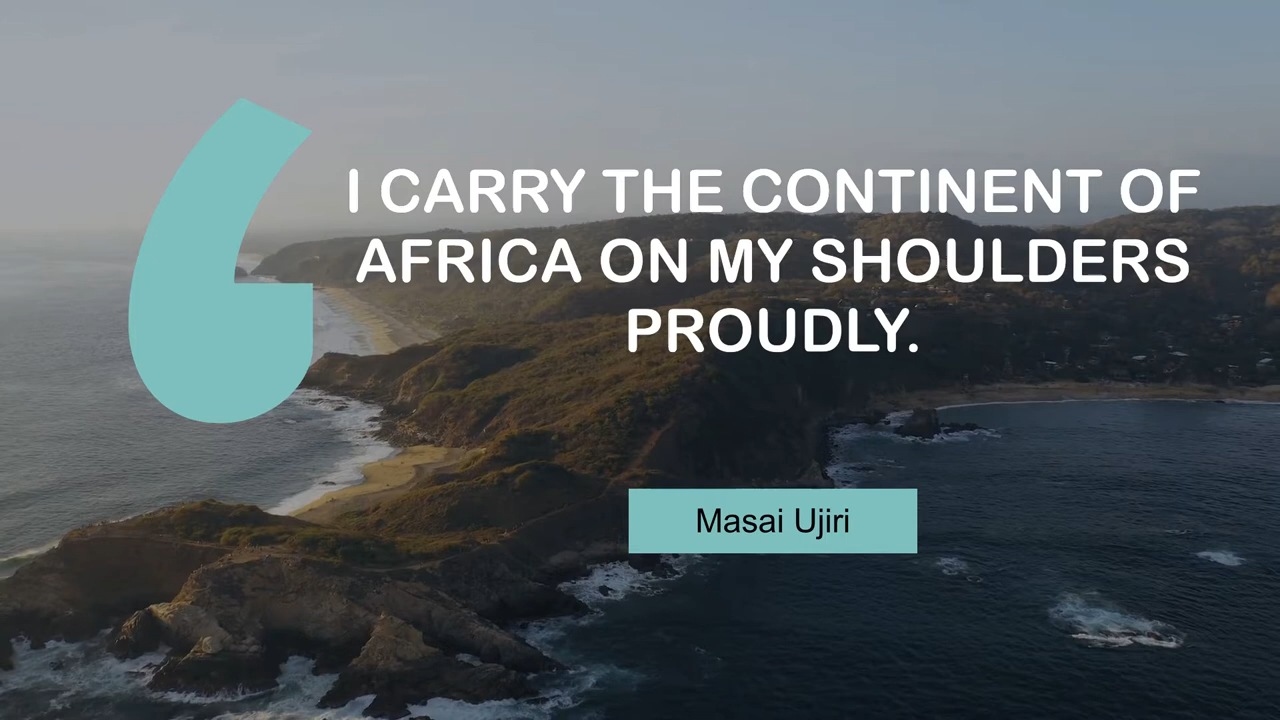 I CARRY THE CONTINENT OF
AFRICA ON MY SHOULDERS
PROUDLY.
Masai Ujiri